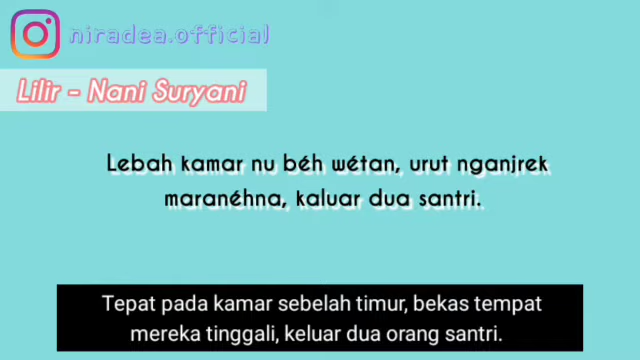 niradea.official
Lilir - Nani Suryani
Lebah kamar nu béh wétan, urut nganjrek
maranéhna, kaluar dua santri.
Tepat pada kamar sebelah timur, bekas tempat
mereka tinggali, keluar dua orang santri.